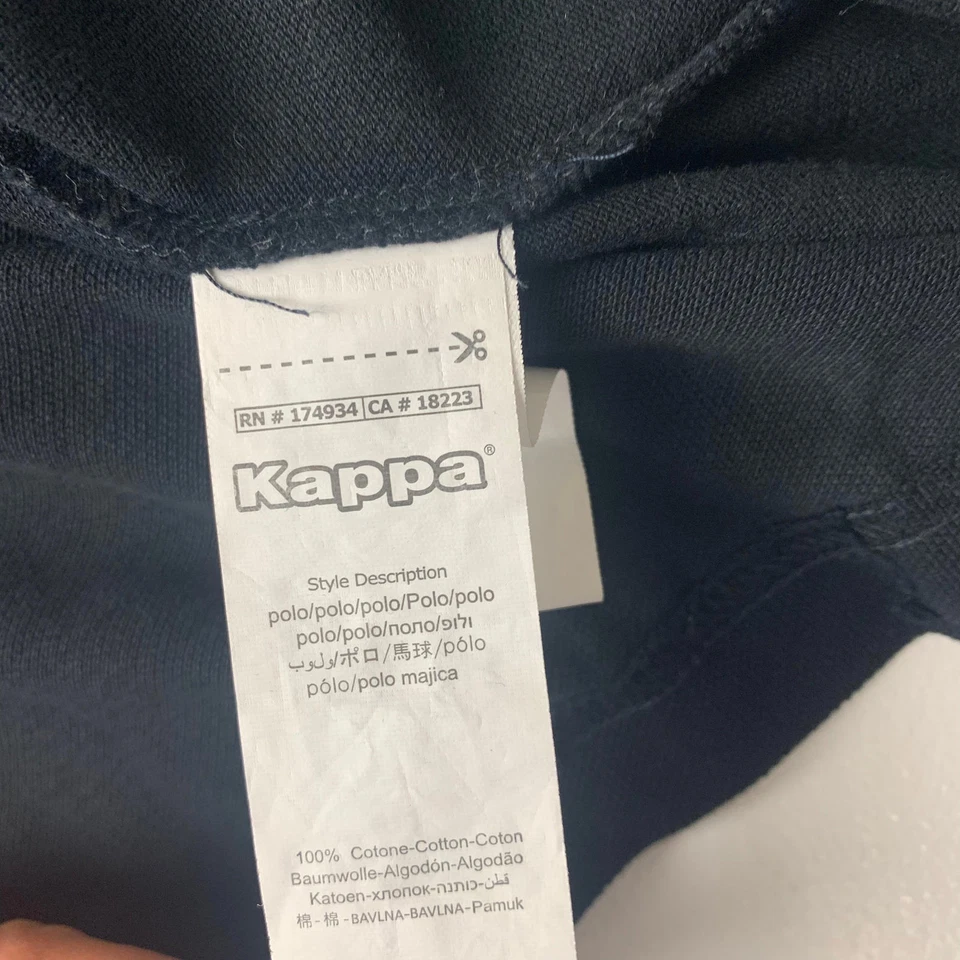 RN # 174934 CA # 18223
Kappa®
Style Description
polo/polo/polo/Polo/polo
polo/polo/поло/פולו
بولو/ポロ/馬球/pólo
pólo/polo majica
100% Cotone-Cotton-Coton
Baumwolle-Algodón-Algodão
Katoen-хлопок-כותנה-قطن
棉-棉-BAVLNA-BAVLNA-Pamuk